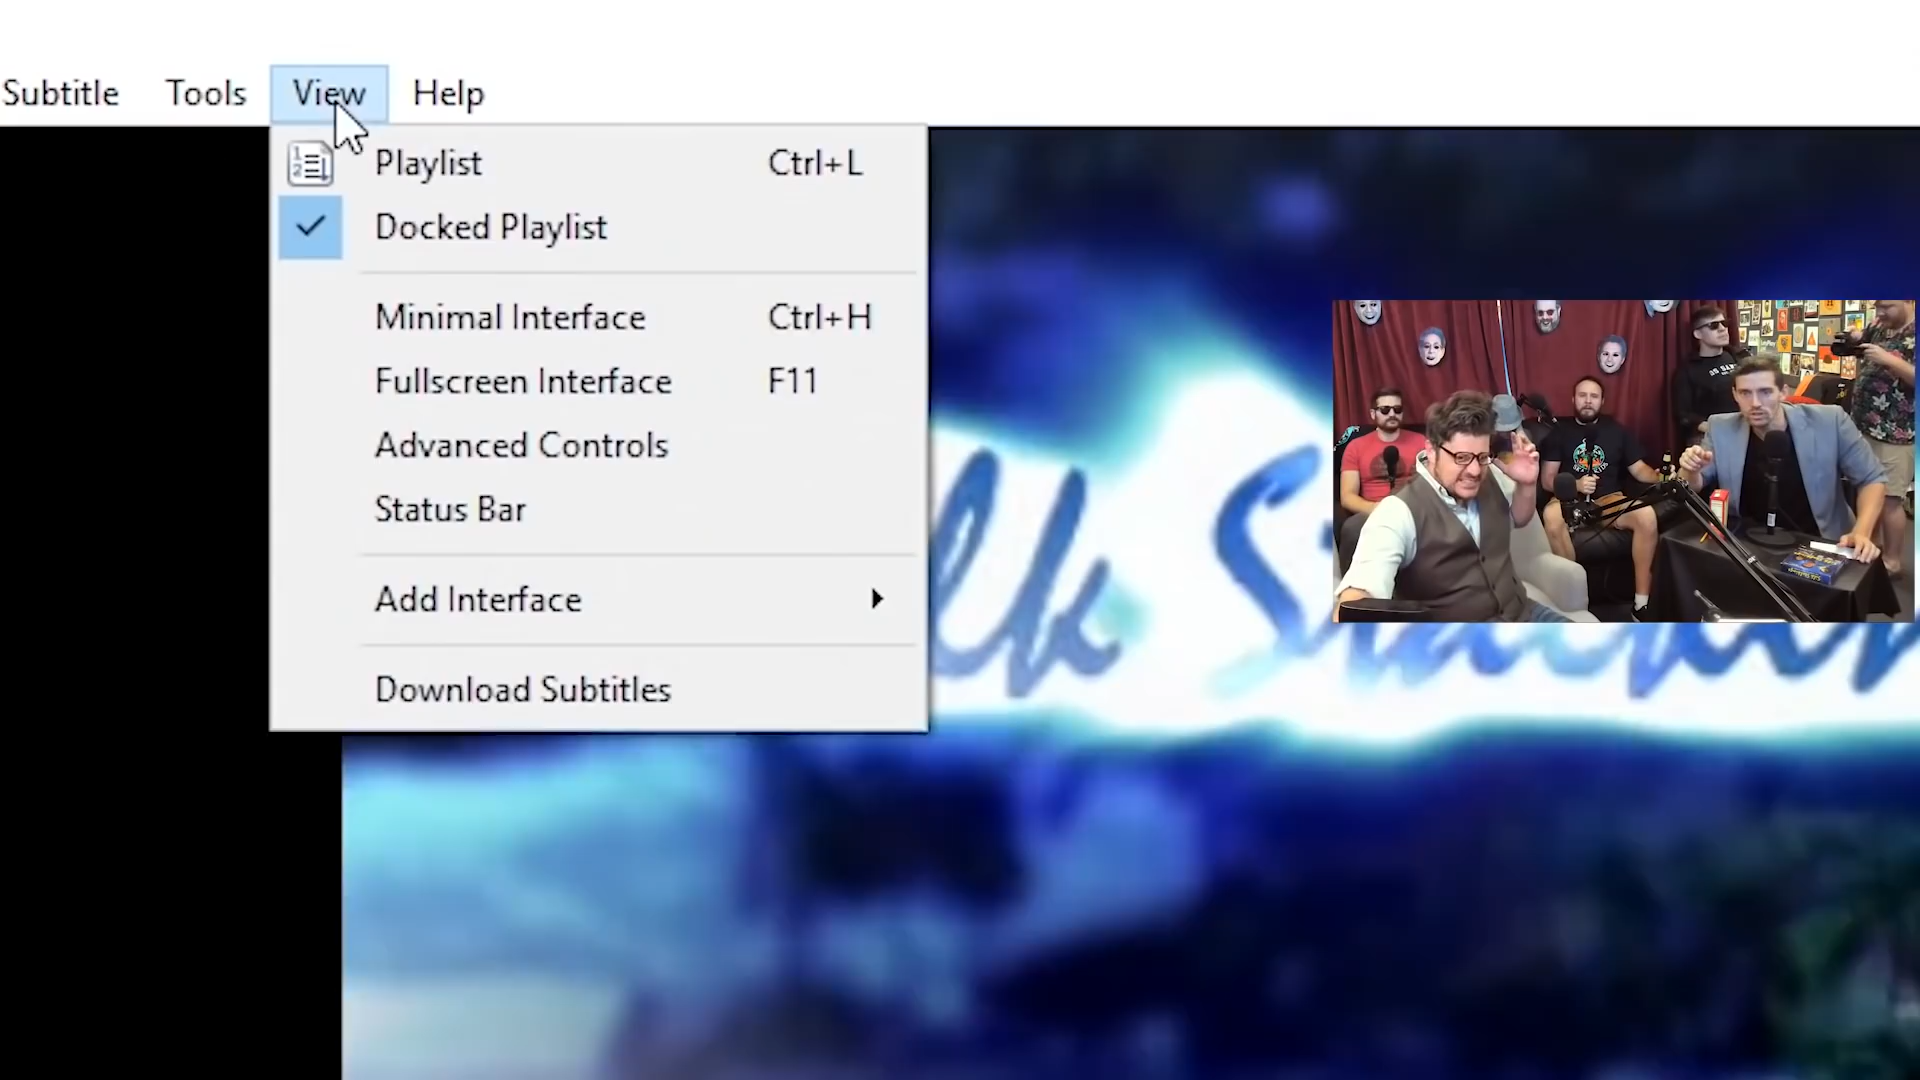 Subtitle Tools View Help
Playlist Ctrl+L
Docked Playlist
Minimal Interface Ctrl+H
Fullscreen Interface F11
Advanced Controls
Status Bar
Add Interface
Download Subtitles